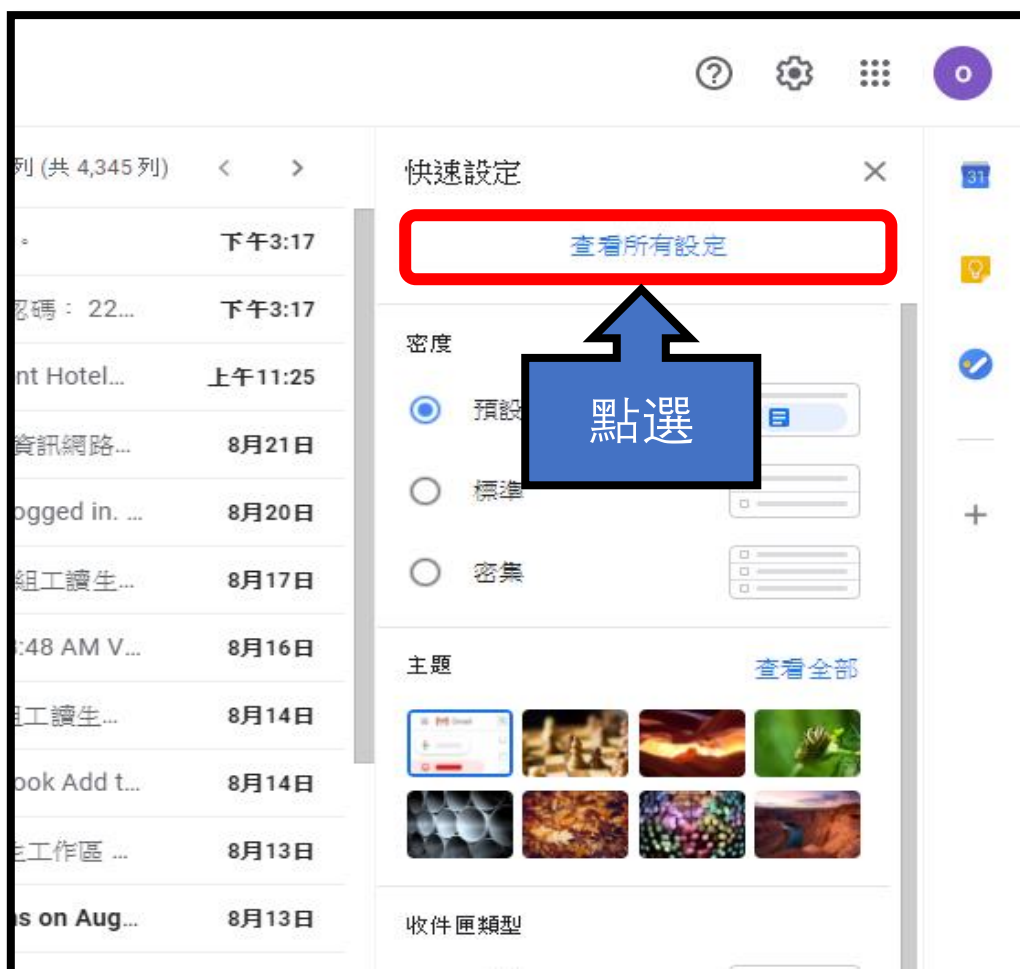 O
列 (共 4,345 列) < >
快速設定
31
。 下午3:17
查看所有設定
認碼： 22... 下午3:17
密度
nt Hotel... 上午11:25
預設
點選
資訊網路... 8月21日
標準
ogged in. ... 8月20日
組工讀生... 8月17日
密集
:48 AM V... 8月16日
主題
查看全部
組工讀生... 8月14日
Gmail
ook Add t... 8月14日
生工作區 ... 8月13日
s on Aug... 8月13日
收件匣類型